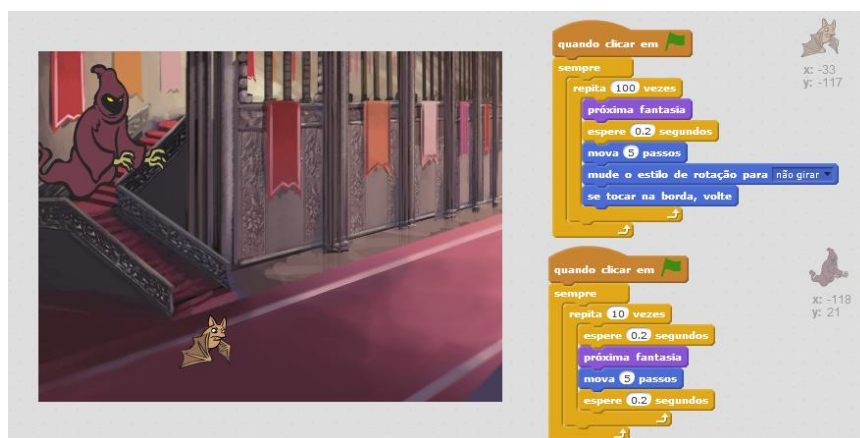 quando clicar em
sempre
repita 100 vezes
próxima fantasia
espere 0.2 segundos
mova 5 passos
mude o estilo de rotação para não girar
se tocar na borda, volte
x: -33
y: -117
quando clicar em
sempre
repita 10 vezes
espere 0.2 segundos
próxima fantasia
mova 5 passos
espere 0.2 segundos
x: -118
y: 21